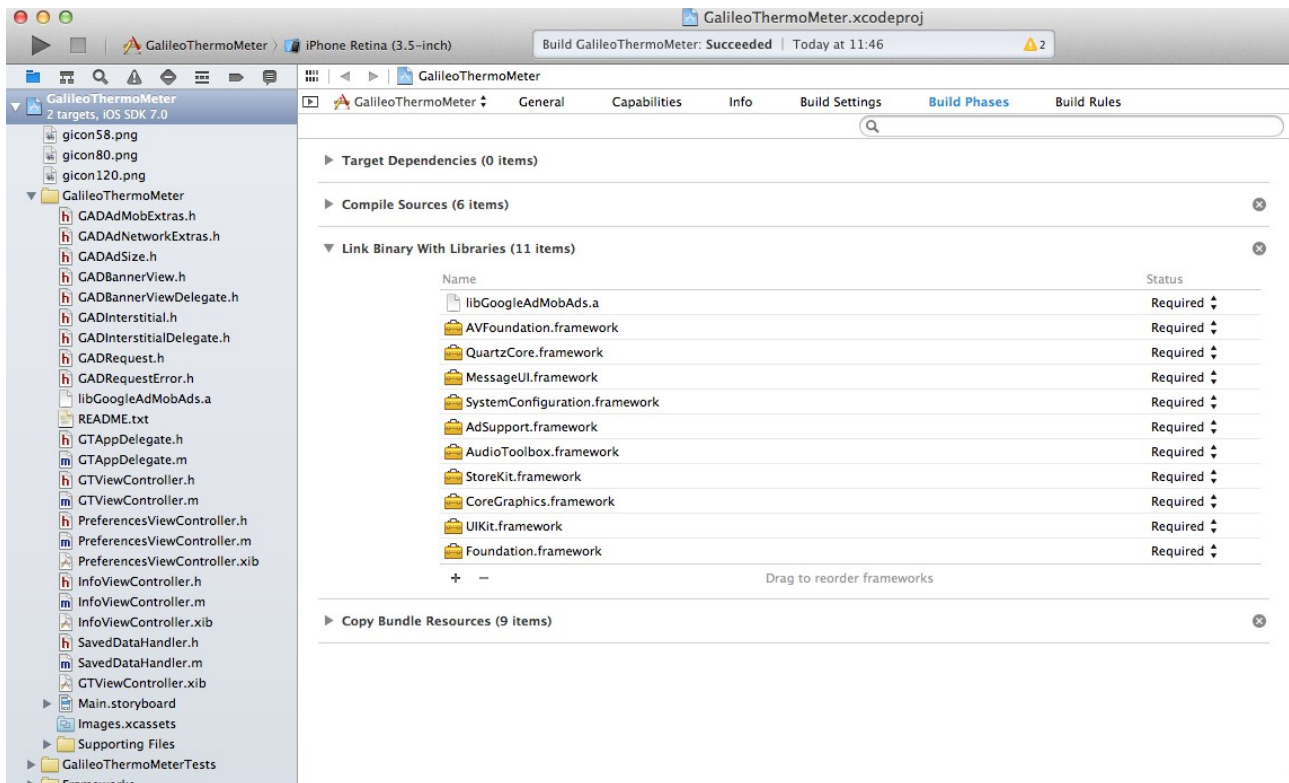 GalileoThermoMeter.xcodeproj
GalileoThermoMeter
iPhone Retina (3.5-inch)
Build GalileoThermoMeter: Succeeded | Today at 11:46
2
GalileoThermoMeter
GalileoThermoMeter
2 targets, iOS SDK 7.0
GalileoThermoMeter
General
Capabilities
Info
Build Settings
Build Phases
Build Rules
gicon58.png
gicon80.png
gicon120.png
GalileoThermoMeter
GADAdMobExtras.h
GADAdNetworkExtras.h
GADAdSize.h
GADBannerView.h
GADBannerViewDelegate.h
GADInterstitial.h
GADInterstitialDelegate.h
GADRequest.h
GADRequestError.h
libGoogleAdMobAds.a
README.txt
GTAppDelegate.h
GTAppDelegate.m
GTViewController.h
GTViewController.m
PreferencesViewController.h
PreferencesViewController.m
PreferencesViewController.xib
InfoViewController.h
InfoViewController.m
InfoViewController.xib
SavedDataHandler.h
SavedDataHandler.m
GTViewController.xib
Main.storyboard
Images.xcassets
Supporting Files
GalileoThermoMeterTests
Target Dependencies (0 items)
Compile Sources (6 items)
Link Binary With Libraries (11 items)
Name Status
libGoogleAdMobAds.a Required
AVFoundation.framework Required
QuartzCore.framework Required
MessageUI.framework Required
SystemConfiguration.framework Required
AdSupport.framework Required
AudioToolbox.framework Required
StoreKit.framework Required
CoreGraphics.framework Required
UIKit.framework Required
Foundation.framework Required
+ − Drag to reorder frameworks
Copy Bundle Resources (9 items)